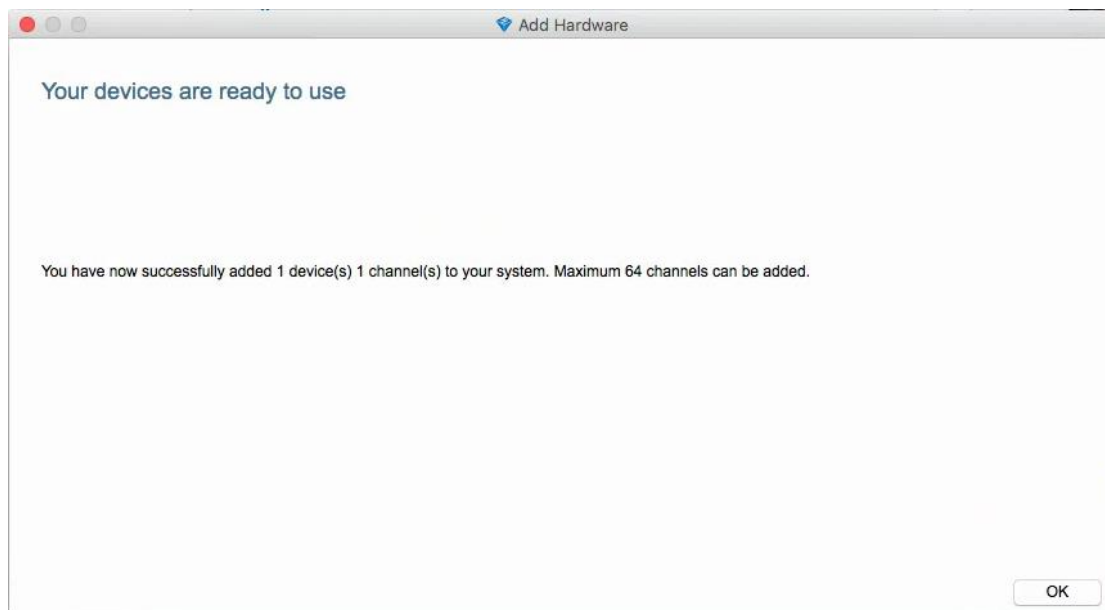 Add Hardware
Your devices are ready to use
You have now successfully added 1 device(s) 1 channel(s) to your system. Maximum 64 channels can be added.
OK